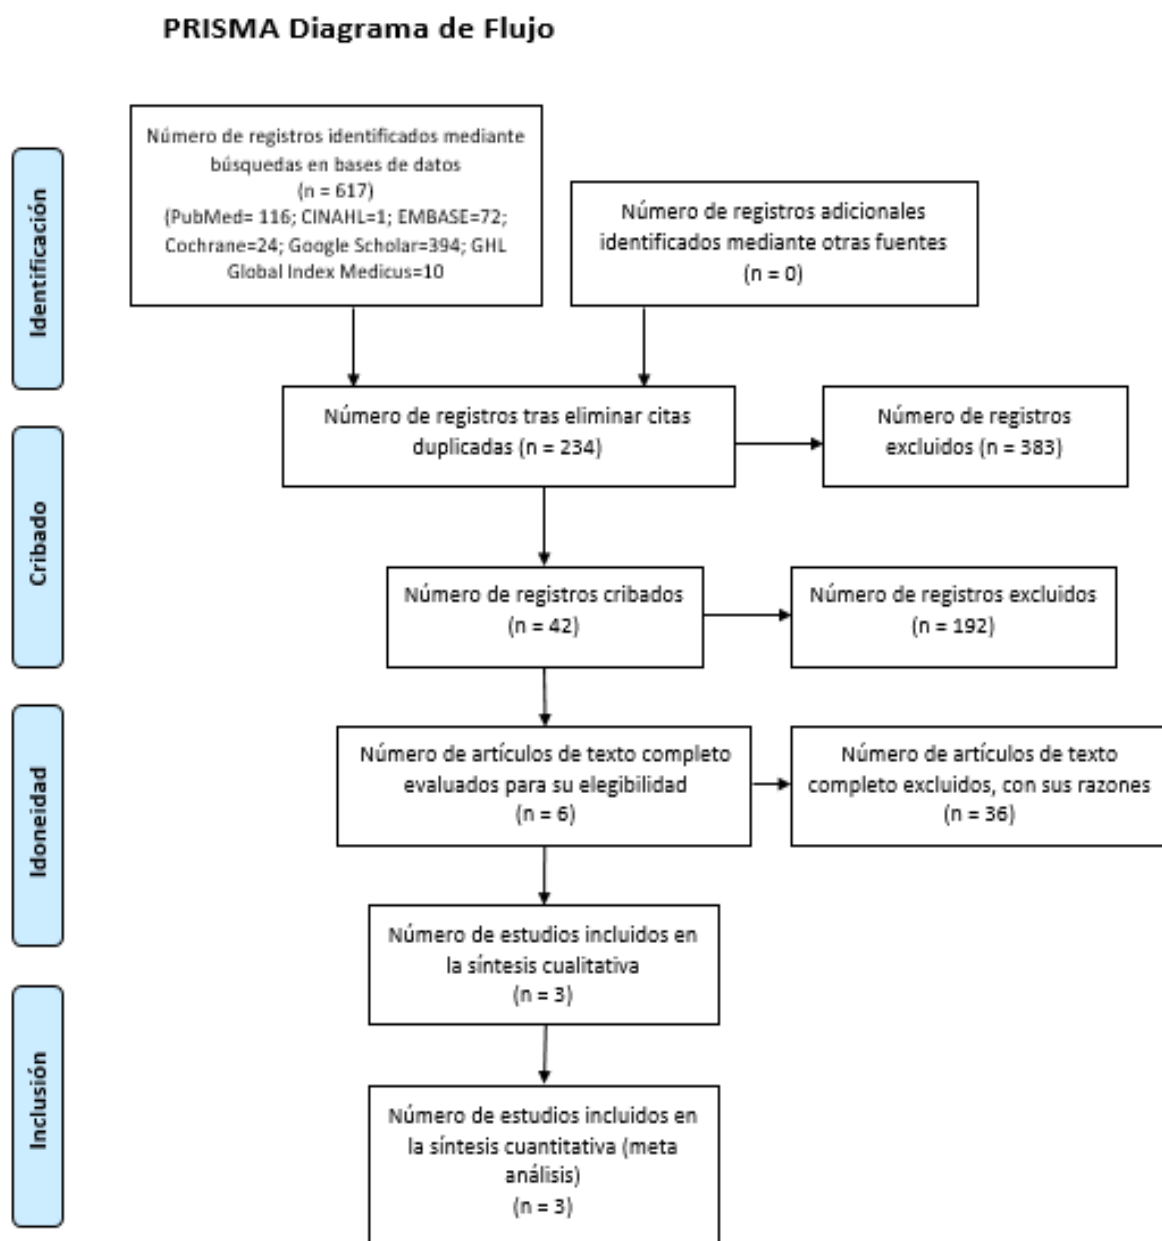 PRISMA Diagrama de Flujo
Identificación
Número de registros identificados mediante
búsquedas en bases de datos
(n = 617)
(PubMed= 116; CINAHL=1; EMBASE=72;
Cochrane=24; Google Scholar=394; GHL
Global Index Medicus=10
Número de registros adicionales
identificados mediante otras fuentes
(n = 0)
Número de registros tras eliminar citas
duplicadas (n = 234)
Número de registros
excluidos (n = 383)
Cribado
Número de registros cribados
(n = 42)
Número de registros excluidos
(n = 192)
Idoneidad
Número de artículos de texto completo
evaluados para su elegibilidad
(n = 6)
Número de artículos de texto
completo excluidos, con sus razones
(n = 36)
Número de estudios incluidos en
la síntesis cualitativa
(n = 3)
Inclusión
Número de estudios incluidos en
la síntesis cuantitativa (meta
análisis)
(n = 3)